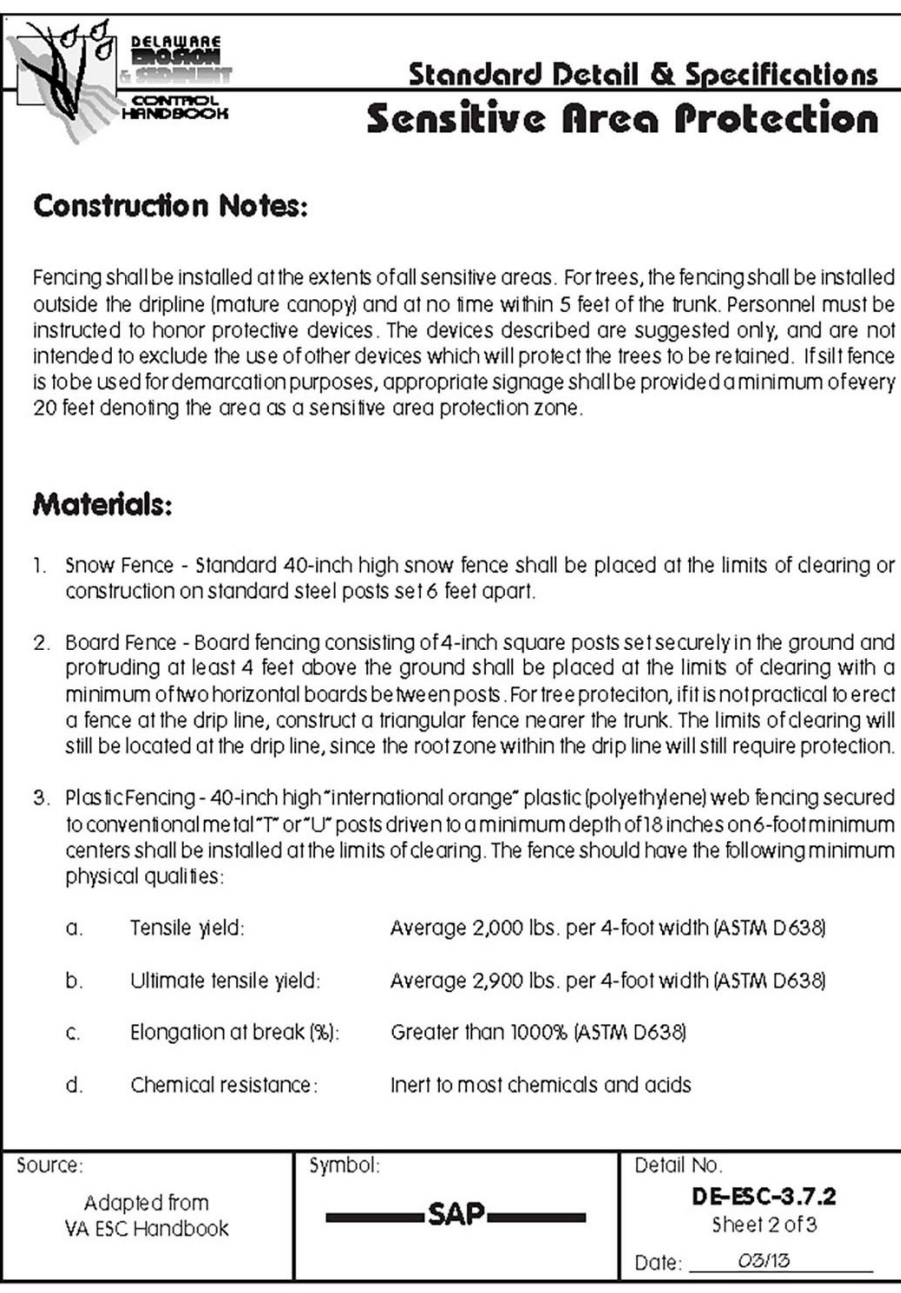 DELAWARE
EROSION
& SEDIMENT
CONTROL
HANDBOOK
Standard Detail & Specifications
Sensitive Area Protection
Construction Notes:
Fencing shall be installed at the extents of all sensitive areas. For trees, the fencing shall be installed
outside the dripline (mature canopy) and at no time within 5 feet of the trunk. Personnel must be
instructed to honor protective devices. The devices described are suggested only, and are not
intended to exclude the use of other devices which will protect the trees to be retained. If silt fence
is to be used for demarcation purposes, appropriate signage shall be provided a minimum of every
20 feet denoting the area as a sensitive area protection zone.
Materials:
1. Snow Fence - Standard 40-inch high snow fence shall be placed at the limits of clearing or
construction on standard steel posts set 6 feet apart.
2. Board Fence - Board fencing consisting of 4-inch square posts set securely in the ground and
protruding at least 4 feet above the ground shall be placed at the limits of clearing with a
minimum of two horizontal boards between posts. For tree proteciton, if it is not practical to erect
a fence at the drip line, construct a triangular fence nearer the trunk. The limits of clearing will
still be located at the drip line, since the root zone within the drip line will still require protection.
3. Plastic Fencing - 40-inch high "international orange" plastic (polyethylene) web fencing secured
to conventional metal "T" or "U" posts driven to a minimum depth of 18 inches on 6-foot minimum
centers shall be installed at the limits of clearing. The fence should have the following minimum
physical qualities:
a. Tensile yield: Average 2,000 lbs. per 4-foot width (ASTM D638)
b. Ultimate tensile yield: Average 2,900 lbs. per 4-foot width (ASTM D638)
c. Elongation at break (%): Greater than 1000% (ASTM D638)
d. Chemical resistance: Inert to most chemicals and acids
Source:
Adapted from
VA ESC Handbook
Symbol:
SAP
Detail No.
DE-ESC-3.7.2
Sheet 2 of 3
Date: 03/13